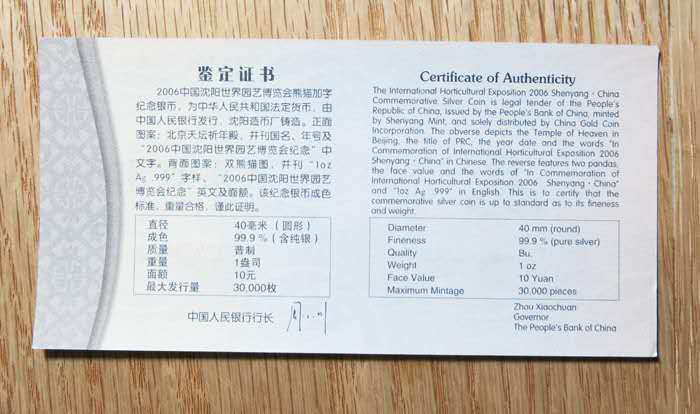 鉴定证书
2006中国沈阳世界园艺博览会熊猫加字
纪念银币，为中华人民共和国法定货币，由
中国人民银行发行，沈阳造币厂铸造。正面
图案：北京天坛祈年殿，并刊国名、年号及
“2006中国沈阳世界园艺博览会纪念”中
文字。背面图案：双熊猫图，并刊“1oz
Ag .999”字样、“2006中国沈阳世界园艺
博览会纪念”英文及面额。该纪念银币成色
标准，重量合格，谨此证明。
直径 40毫米（圆形）
成色 99.9%（含纯银）
质量 普制
重量 1盎司
面额 10元
最大发行量 30,000枚
中国人民银行行长
Certificate of Authenticity
The International Horticultural Exposition 2006 Shenyang · China
Commemorative Silver Coin is legal tender of the People's
Republic of China, issued by the People's Bank of China, minted
by Shenyang Mint, and solely distributed by China Gold Coin
Incorporation. The obverse depicts the Temple of Heaven in
Beijing, the title of PRC, the year date and the words "In
Commemoration of International Horticultural Exposition 2006
Shenyang · China" in Chinese. The reverse features two pandas,
the face value and the words of "In Commemoration of
International Horticultural Exposition 2006 Shenyang · China"
and "1oz Ag .999" in English. This is to certify that the
commemorative silver coin is up to standard as to its fineness
and weight.
Diameter 40 mm (round)
Fineness 99.9 % (pure silver)
Quality Bu.
Weight 1 oz
Face Value 10 Yuan
Maximum Mintage 30,000 pieces
Zhou Xiaochuan
Governor
The People's Bank of China